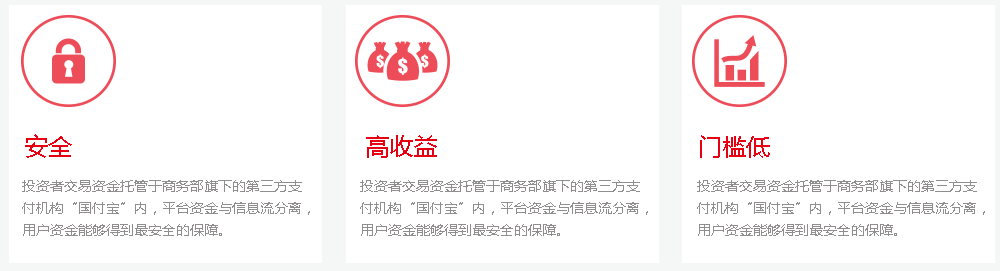 安全
投资者交易资金托管于商务部旗下的第三方支
付机构“国付宝”内，平台资金与信息流分离，
用户资金能够得到最安全的保障。
高收益
投资者交易资金托管于商务部旗下的第三方支
付机构“国付宝”内，平台资金与信息流分离，
用户资金能够得到最安全的保障。
门槛低
投资者交易资金托管于商务部旗下的第三方支
付机构“国付宝”内，平台资金与信息流分离，
用户资金能够得到最安全的保障。